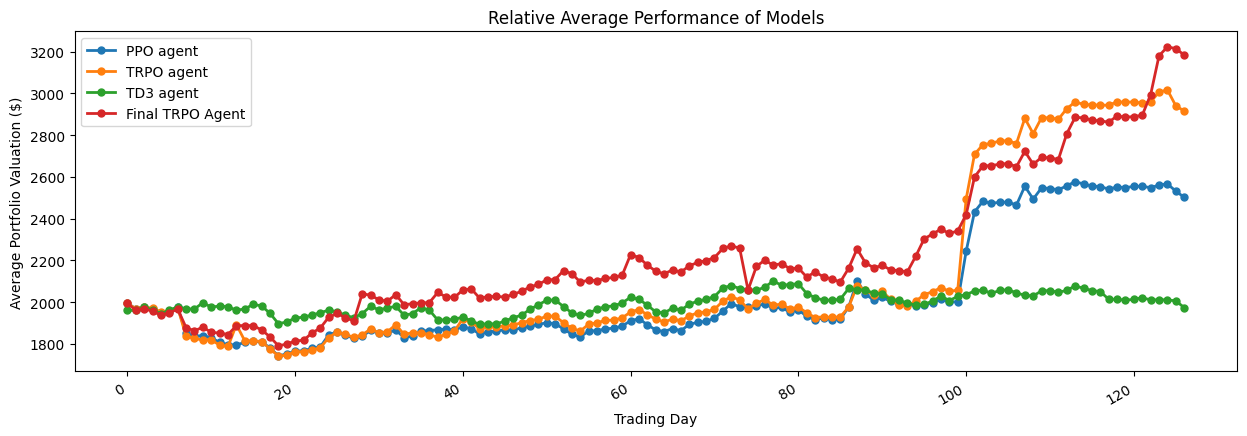 Relative Average Performance of Models
PPO agent
TRPO agent
TD3 agent
Final TRPO Agent
Average Portfolio Valuation ($)
3200
3000
2800
2600
2400
2200
2000
1800
0
20
40
60
80
100
120
Trading Day